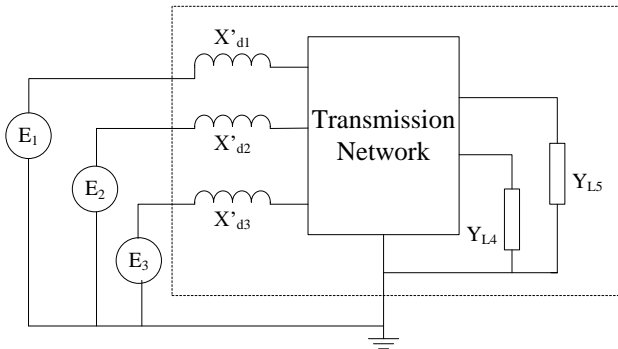 X'd1
E1
X'd2
Transmission
Network
E2
YL5
X'd3
YL4
E3